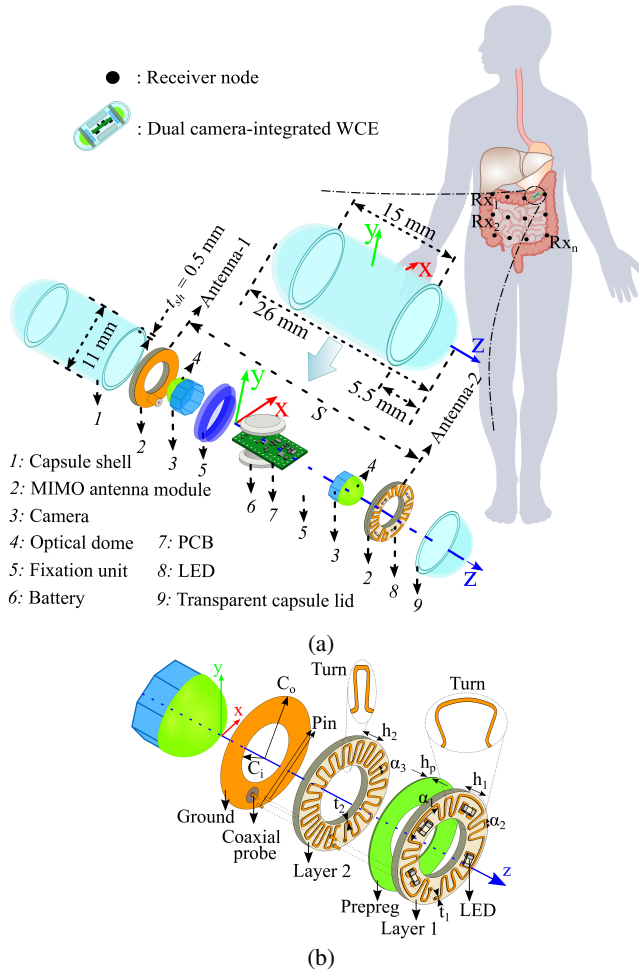 : Receiver node
: Dual camera-integrated WCE
Rx1
Rx2
Rxn
15 mm
y
x
26 mm
z
5.5 mm
tsh = 0.5 mm
Antenna-1
11 mm
S
Antenna-2
y
x
4
4
1
2
3
5
6
7
5
3
2
8
9
z
1: Capsule shell
2: MIMO antenna module
3: Camera
4: Optical dome
5: Fixation unit
6: Battery
7: PCB
8: LED
9: Transparent capsule lid
(a)
Turn
Turn
y
x
Co
Ci
Pin
h2
α3
hp
h1
α1
α2
t2
Ground
Coaxial
probe
Layer 2
Prepreg
Layer 1
t1
LED
z
(b)